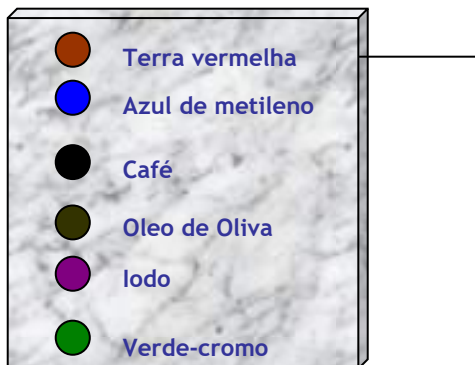 Terra vermelha
Azul de metileno
Café
Oleo de Oliva
Iodo
Verde-cromo